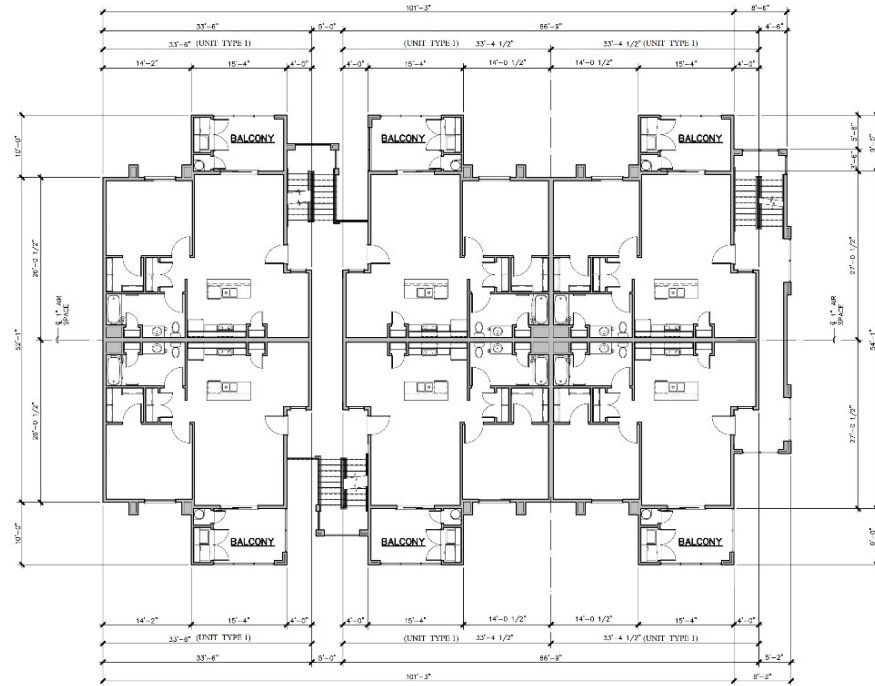 101'-3" 8'-6"
33'-6" 5'-0" 66'-9" 4'-6"
33'-6" (UNIT TYPE 1) (UNIT TYPE 1) 33'-4 1/2" 33'-4 1/2" (UNIT TYPE 1)
14'-2" 15'-4" 4'-0" 4'-0" 15'-4" 14'-0 1/2" 14'-0 1/2" 15'-4" 4'-0"
10'-0" BALCONY BALCONY BALCONY 5'-6" 9'-0"
3'-6"
26'-0 1/2" 27'-0 1/2"
52'-1" ℄ 1" AIR SPACE ℄ 1" AIR SPACE 54'-1"
26'-0 1/2" 27'-0 1/2"
10'-0" BALCONY BALCONY BALCONY 9'-0"
14'-2" 15'-4" 4'-0" 4'-0" 15'-4" 14'-0 1/2" 14'-0 1/2" 15'-4" 4'-0"
33'-6" (UNIT TYPE 1) (UNIT TYPE 1) 33'-4 1/2" 33'-4 1/2" (UNIT TYPE 1)
33'-6" 5'-0" 66'-9" 5'-2"
101'-3" 9'-2"